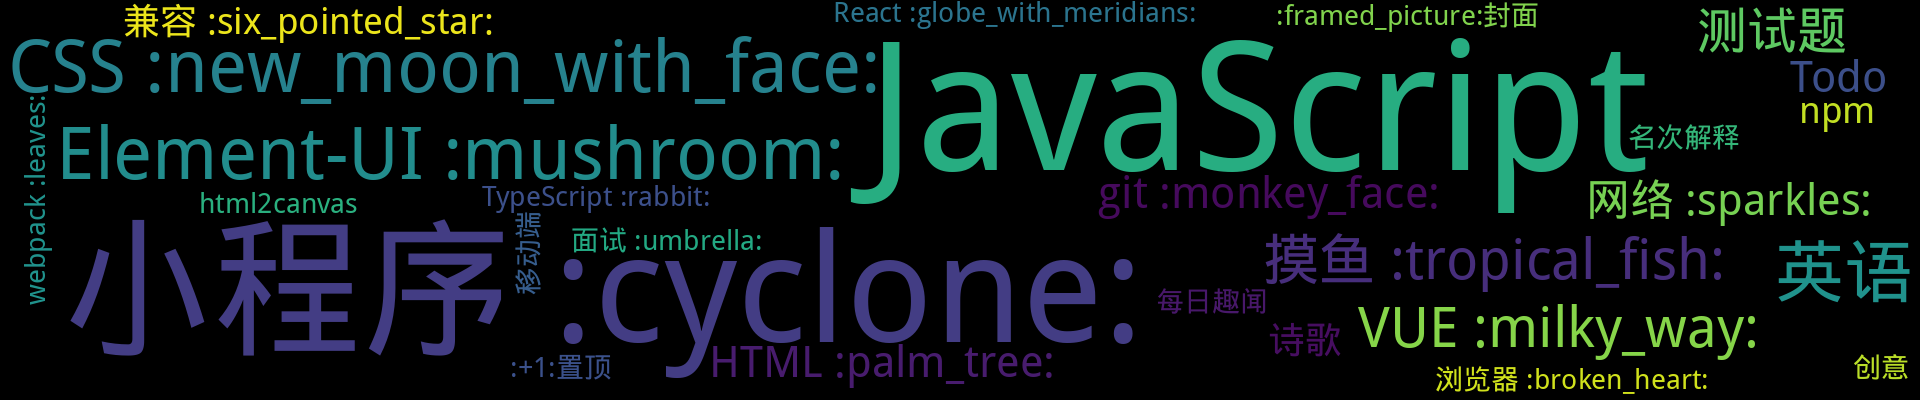 兼容 :six_pointed_star:
React :globe_with_meridians:
:framed_picture:封面
测试题
CSS :new_moon_with_face:
JavaScript
Todo
npm
webpack :leaves:
Element-UI :mushroom:
名次解释
html2canvas
TypeScript :rabbit:
git :monkey_face:
网络 :sparkles:
小程序 :cyclone:
移动端
面试 :umbrella:
摸鱼 :tropical_fish:
英语
每日趣闻
诗歌
VUE :milky_way:
:+1:置顶
HTML :palm_tree:
浏览器 :broken_heart:
创意